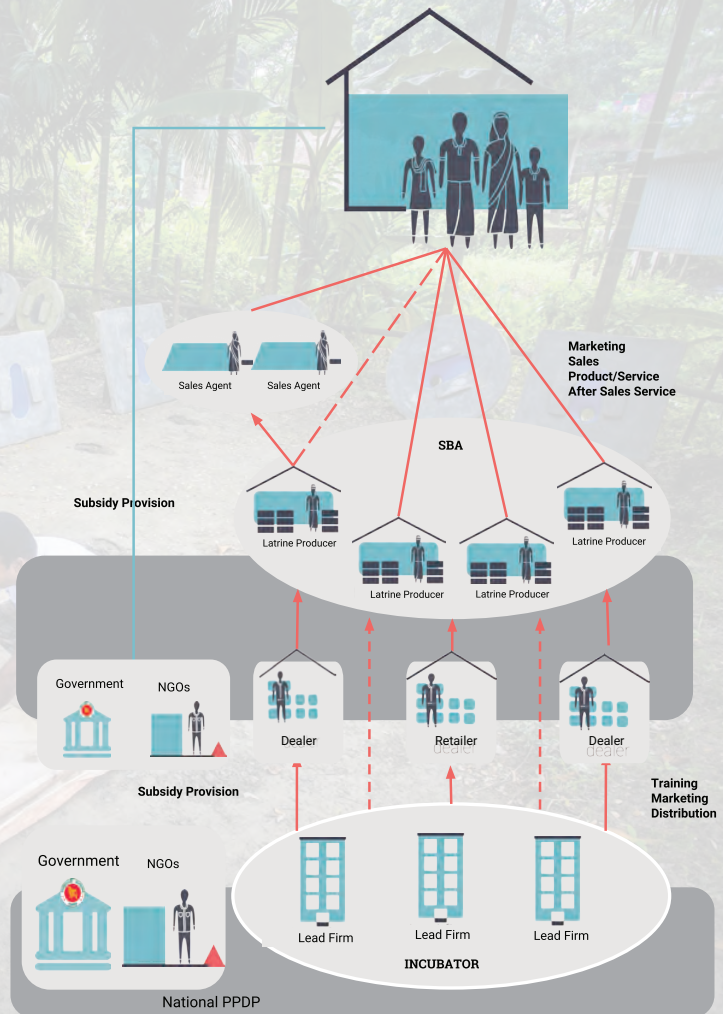 Marketing
Sales
Product/Service
After Sales Service
Sales Agent
Sales Agent
SBA
Subsidy Provision
Latrine Producer
Latrine Producer
Latrine Producer
Latrine Producer
Government
NGOs
Dealer
Retailer
dealer
Dealer
dealer
Subsidy Provision
Training
Marketing
Distribution
Government
NGOs
Lead Firm
Lead Firm
Lead Firm
INCUBATOR
National PPDP